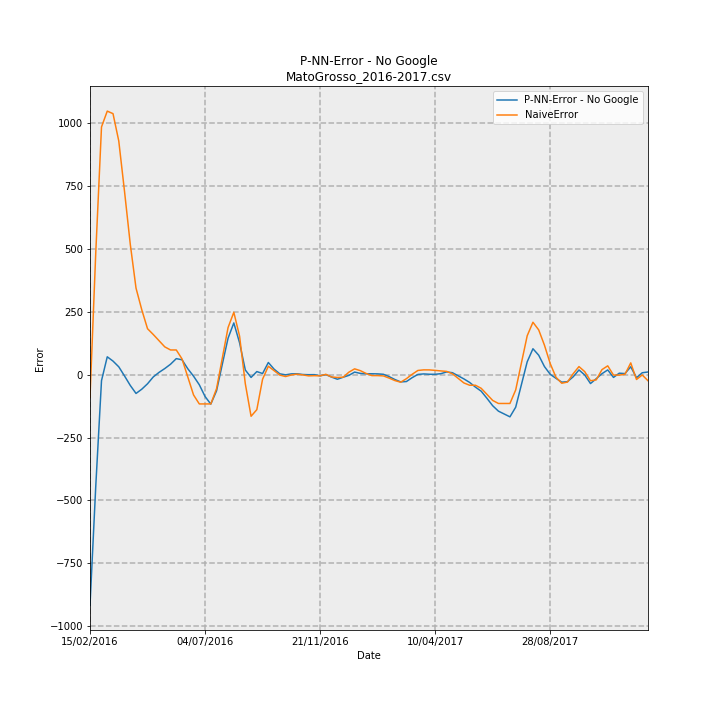 P-NN-Error - No Google
MatoGrosso_2016-2017.csv
P-NN-Error - No Google
NaiveError
1000
750
500
250
0
−250
−500
−750
−1000
Error
15/02/2016 04/07/2016 21/11/2016 10/04/2017 28/08/2017
Date